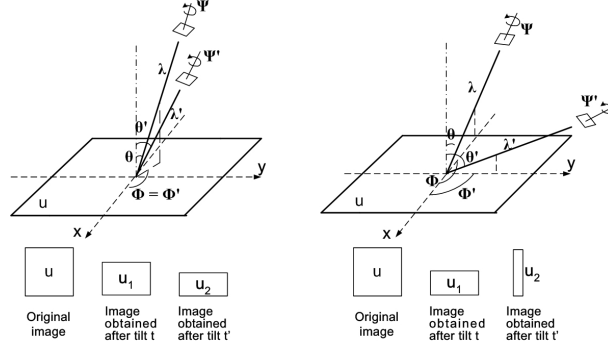 Ψ
Ψ'
λ
θ'
λ'
θ
Φ = Φ'
y
u
x
u
u₁
u₂
Original image
Image obtained after tilt t
Image obtained after tilt t'
Ψ
λ
Ψ'
θ
θ'
λ'
Φ
Φ'
y
u
x
u
u₁
u₂
Original image
Image obtained after tilt t
Image obtained after tilt t'